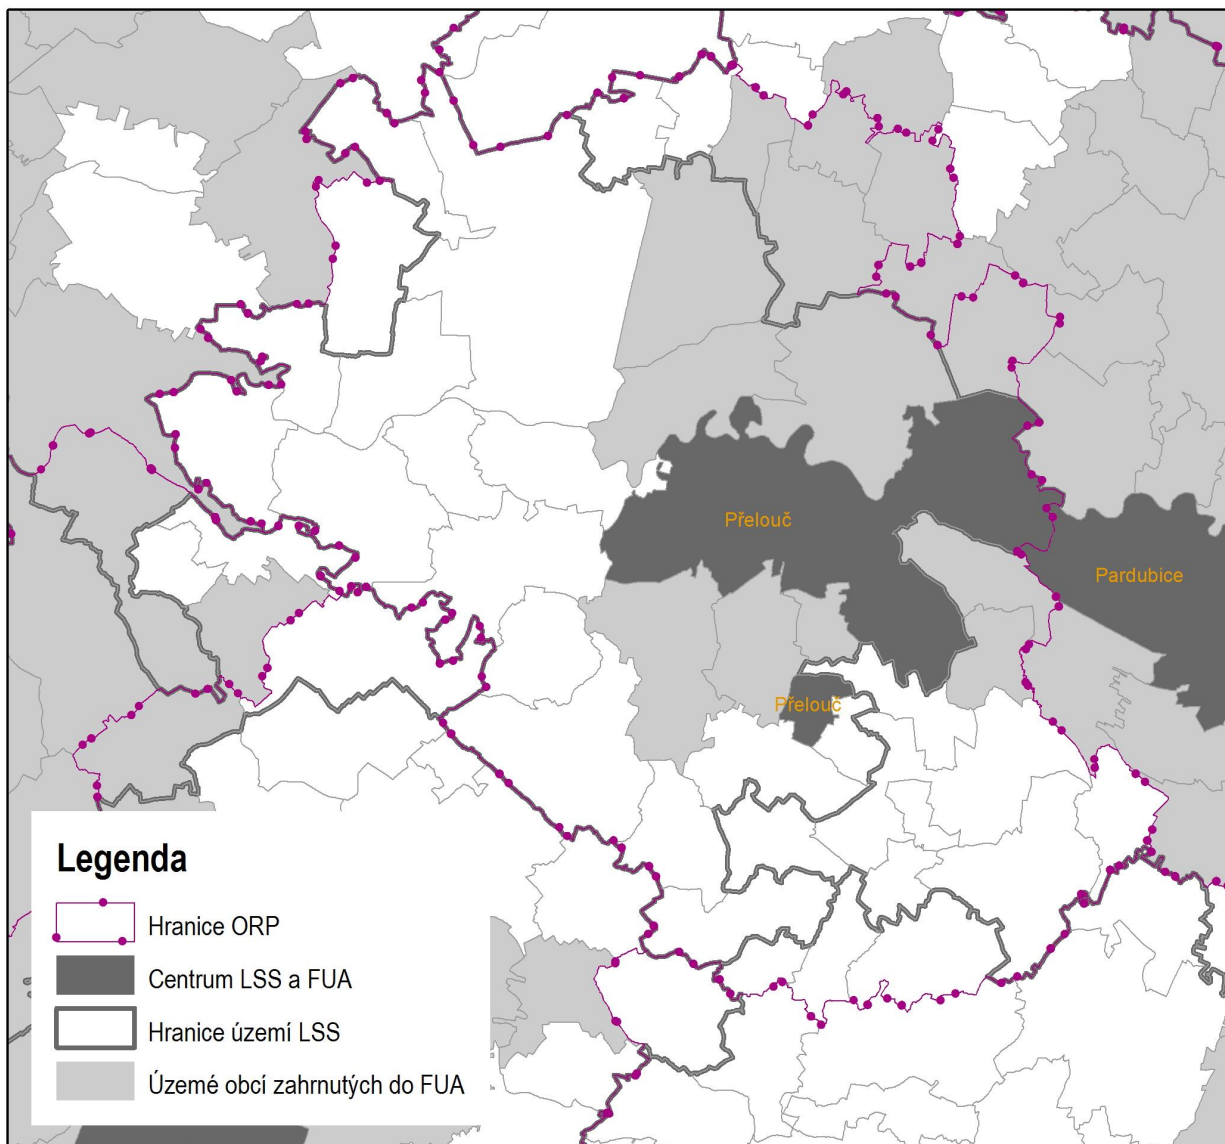 Přelouč
Pardubice
Přelouč
Legenda
Hranice ORP
Centrum LSS a FUA
Hranice území LSS
Územé obcí zahrnutých do FUA